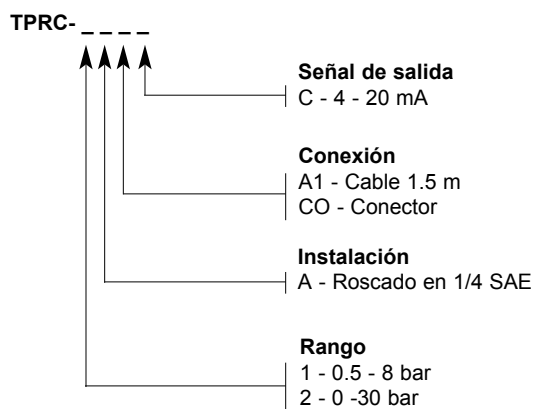 TPRC- _ _ _ _
Señal de salida
C - 4 - 20 mA
Conexión
A1 - Cable 1.5 m
CO - Conector
Instalación
A - Roscado en 1/4 SAE
Rango
1 - 0.5 - 8 bar
2 - 0 -30 bar